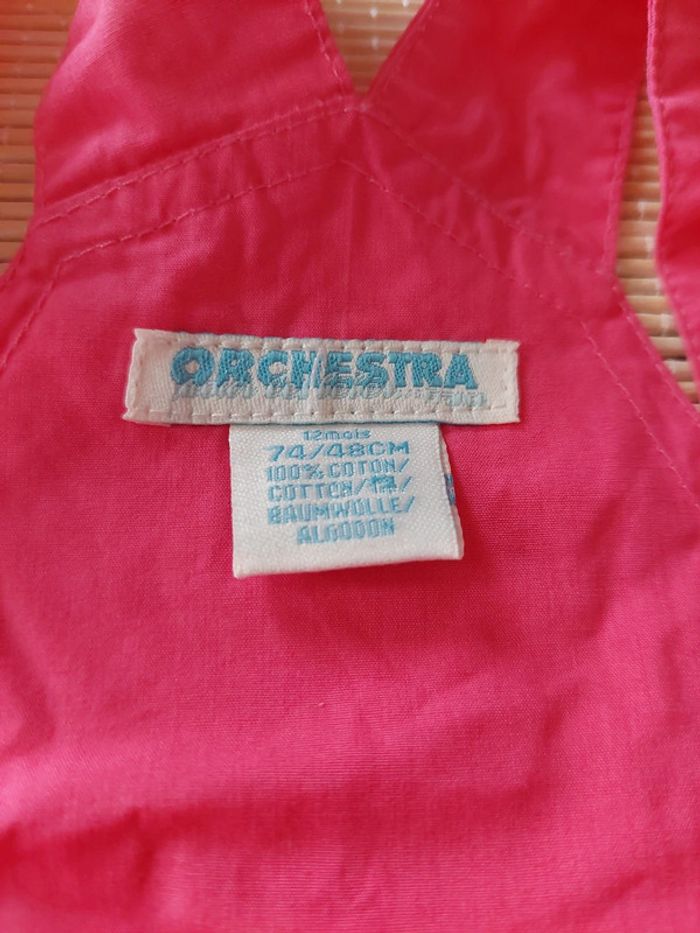 ORCHESTRA
12mois
74/48CM
100% COTON/
COTTON/棉/
BAUMWOLLE/
ALGODON